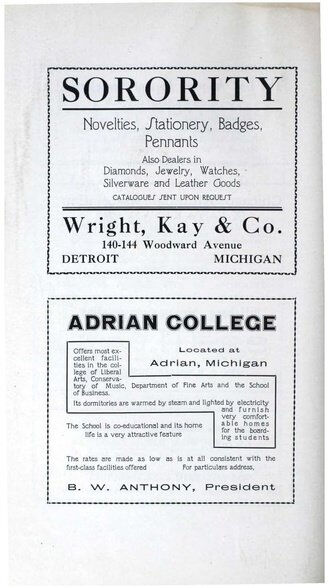 SORORITY
Novelties, Stationery, Badges,
Pennants
Also Dealers in
Diamonds, Jewelry, Watches,
Silverware and Leather Goods
CATALOGUES SENT UPON REQUEST
Wright, Kay & Co.
140-144 Woodward Avenue
DETROIT MICHIGAN
ADRIAN COLLEGE
Offers most ex-
cellent facili-
ties in the col-
lege of Liberal
Arts, Conserva-
Located at
Adrian, Michigan
tory of Music, Department of Fine Arts and the School
of Business.
Its dormitories are warmed by steam and lighted by electricity
and furnish
very comfort-
able homes
for the board-
ing students
The School is co-educational and its home
life is a very attractive feature
The rates are made as low as is at all consistent with the
first-class facilities offered For particulars address,
B. W. ANTHONY, President